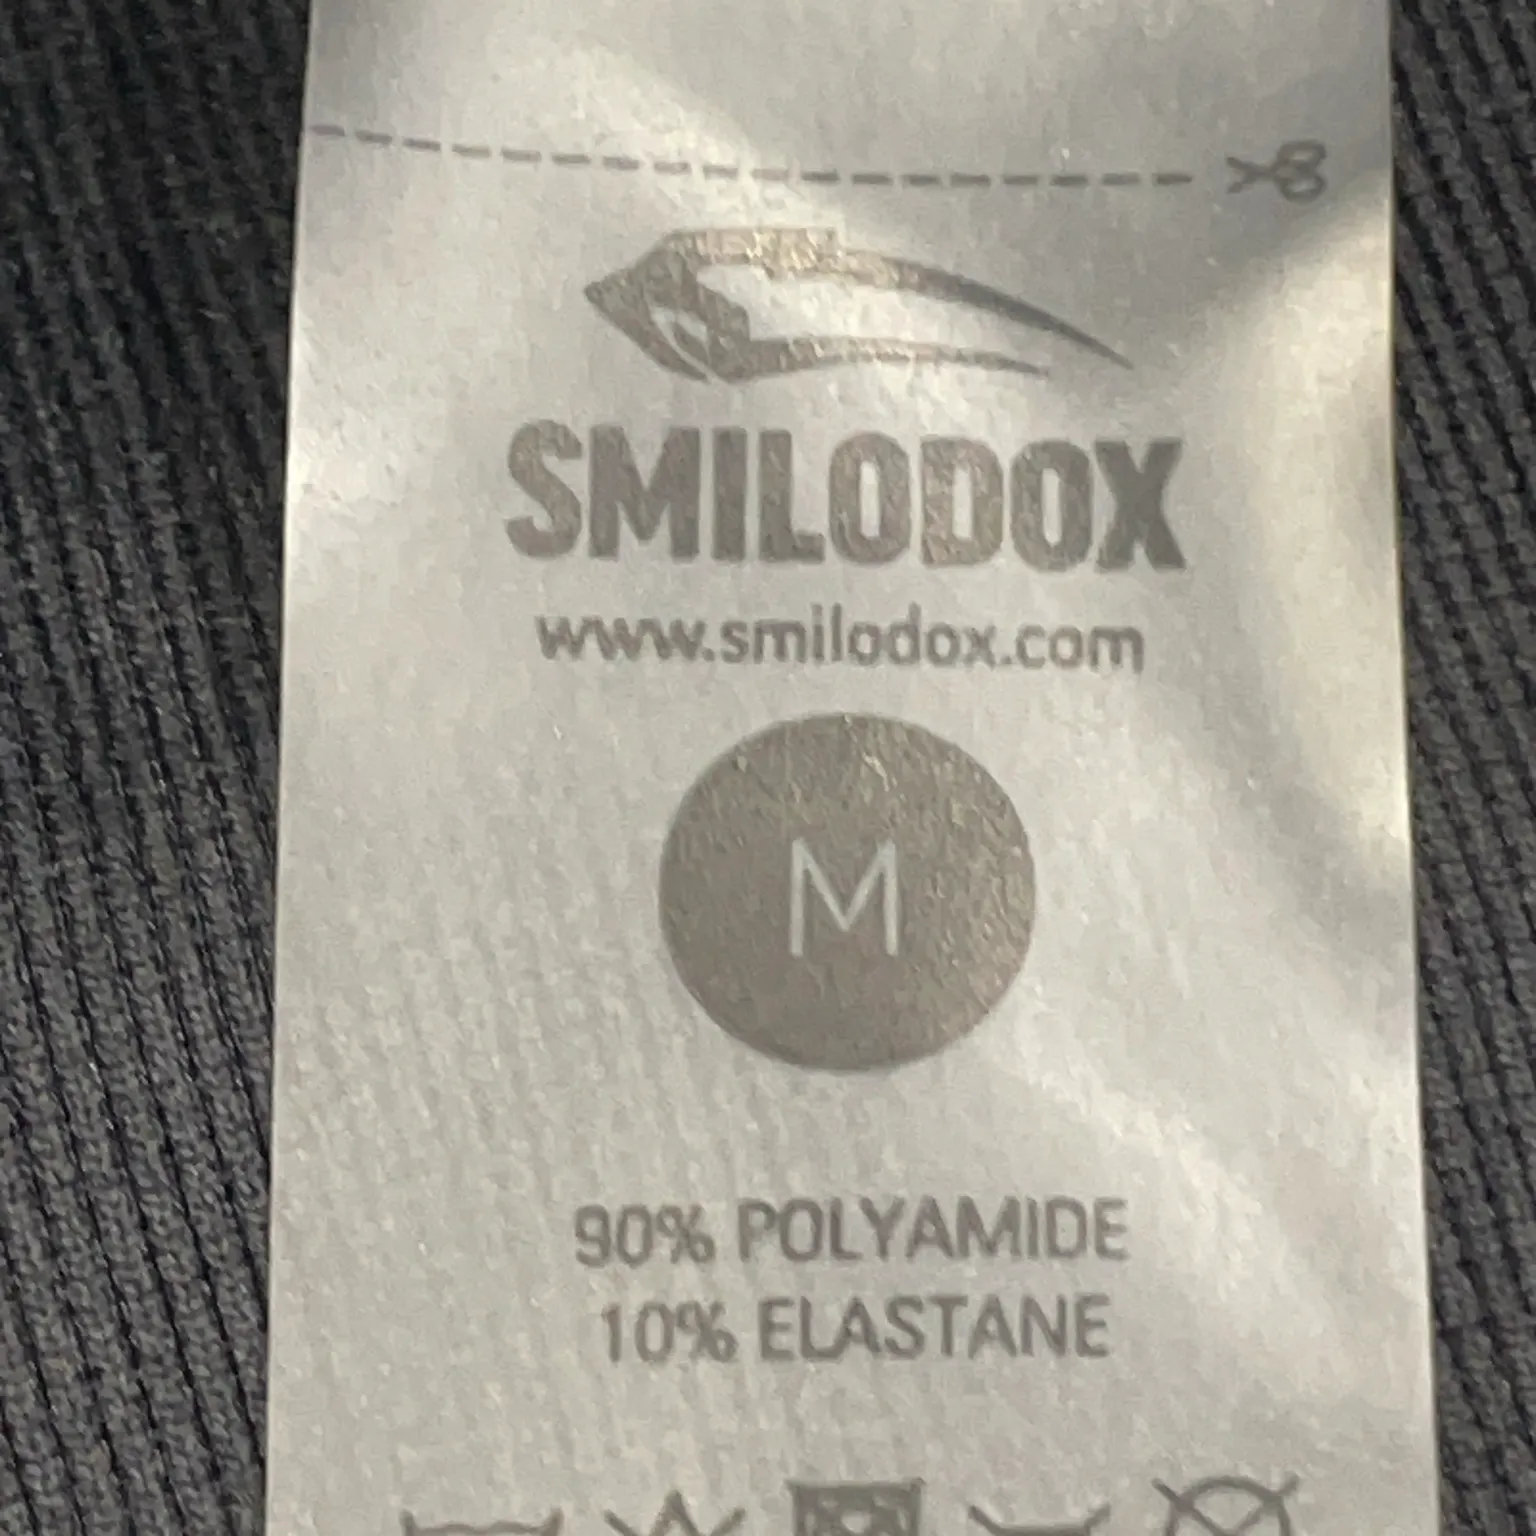 SMILODOX
www.smilodox.com
M
90% POLYAMIDE
10% ELASTANE